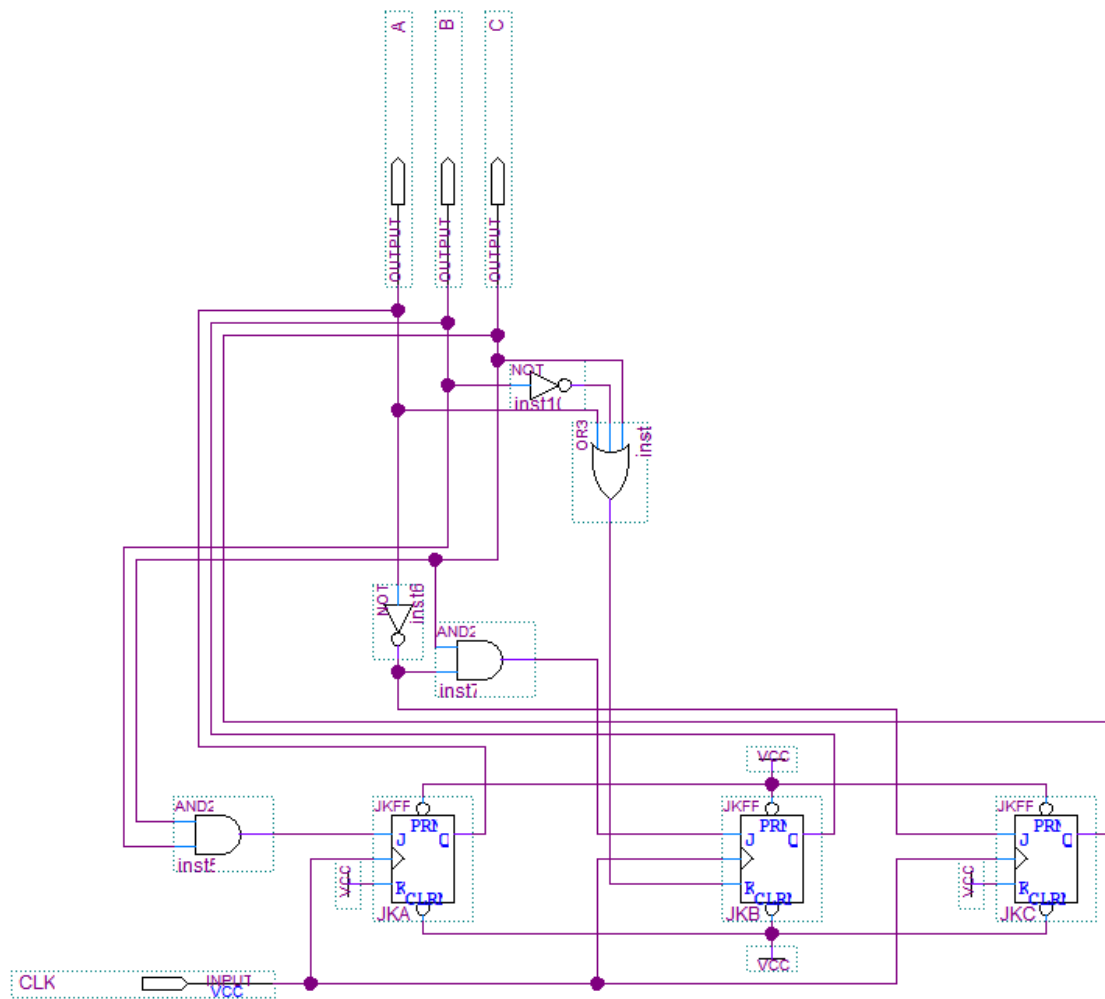 A
B
C
OUTPUT
OUTPUT
OUTPUT
NOT
inst10
OR3
inst
NOT
inst6
AND2
inst7
VCC
AND2
inst5
JKFF
PRN
J
Q
K
CLRN
VCC
JKA
JKFF
PRN
J
Q
K
CLRN
JKB
JKFF
PRN
J
Q
K
CLRN
VCC
JKC
VCC
CLK
INPUT
VCC